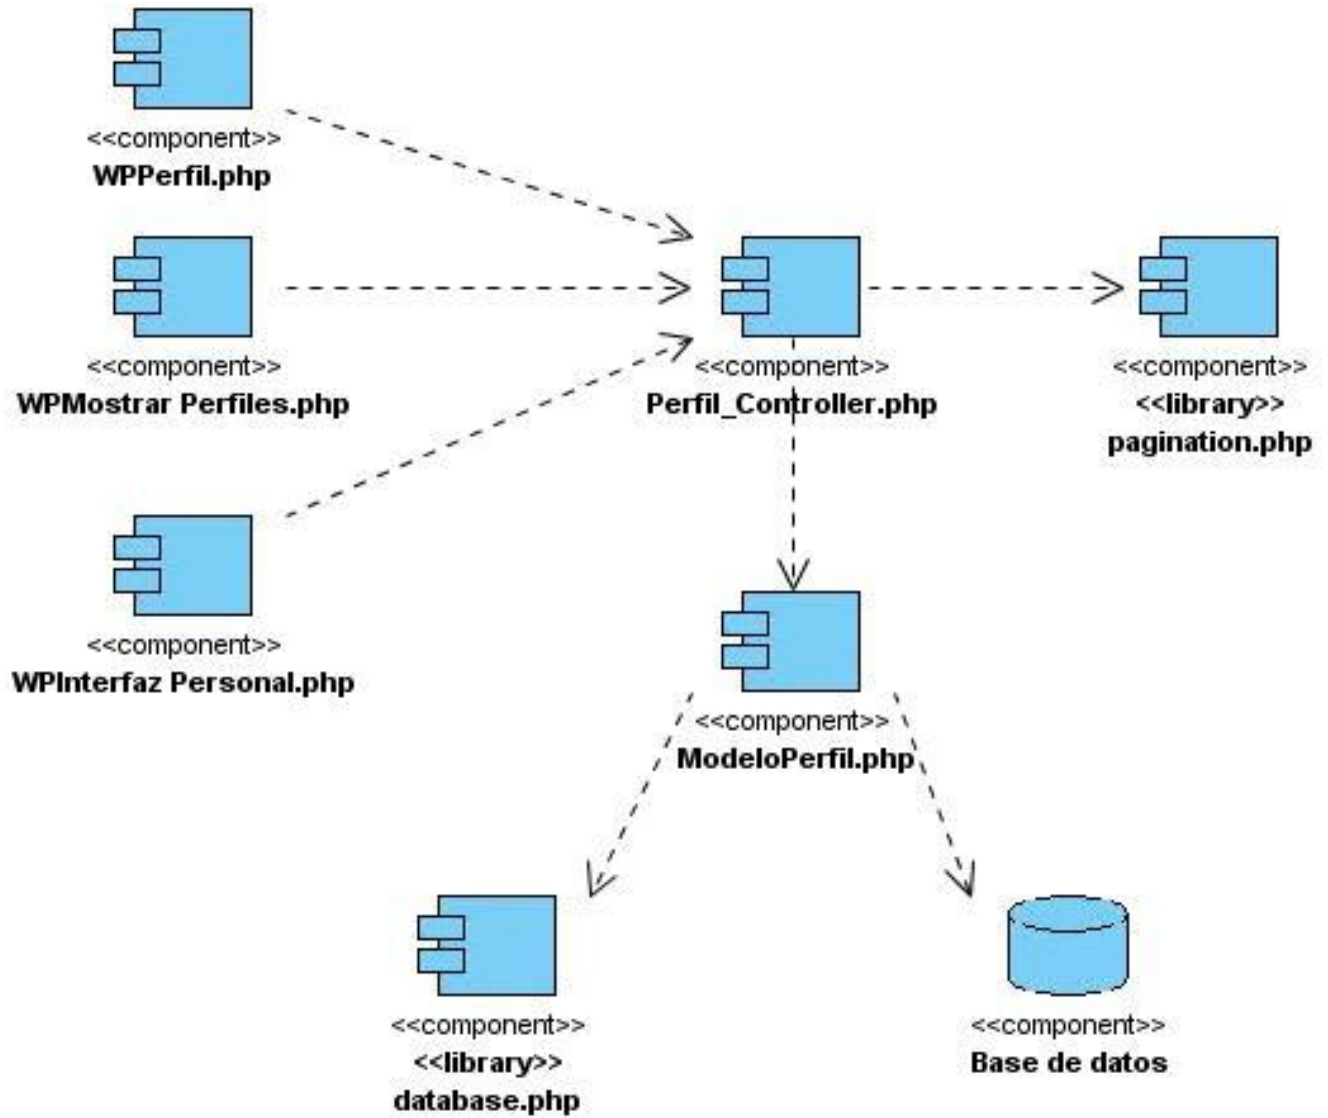 <<component>>
WPPerfil.php
<<component>>
WPMostrar Perfiles.php
<<component>>
Perfil_Controller.php
<<component>>
<<library>>
pagination.php
<<component>>
WPInterfaz Personal.php
<<component>>
ModeloPerfil.php
<<component>>
<<library>>
database.php
<<component>>
Base de datos